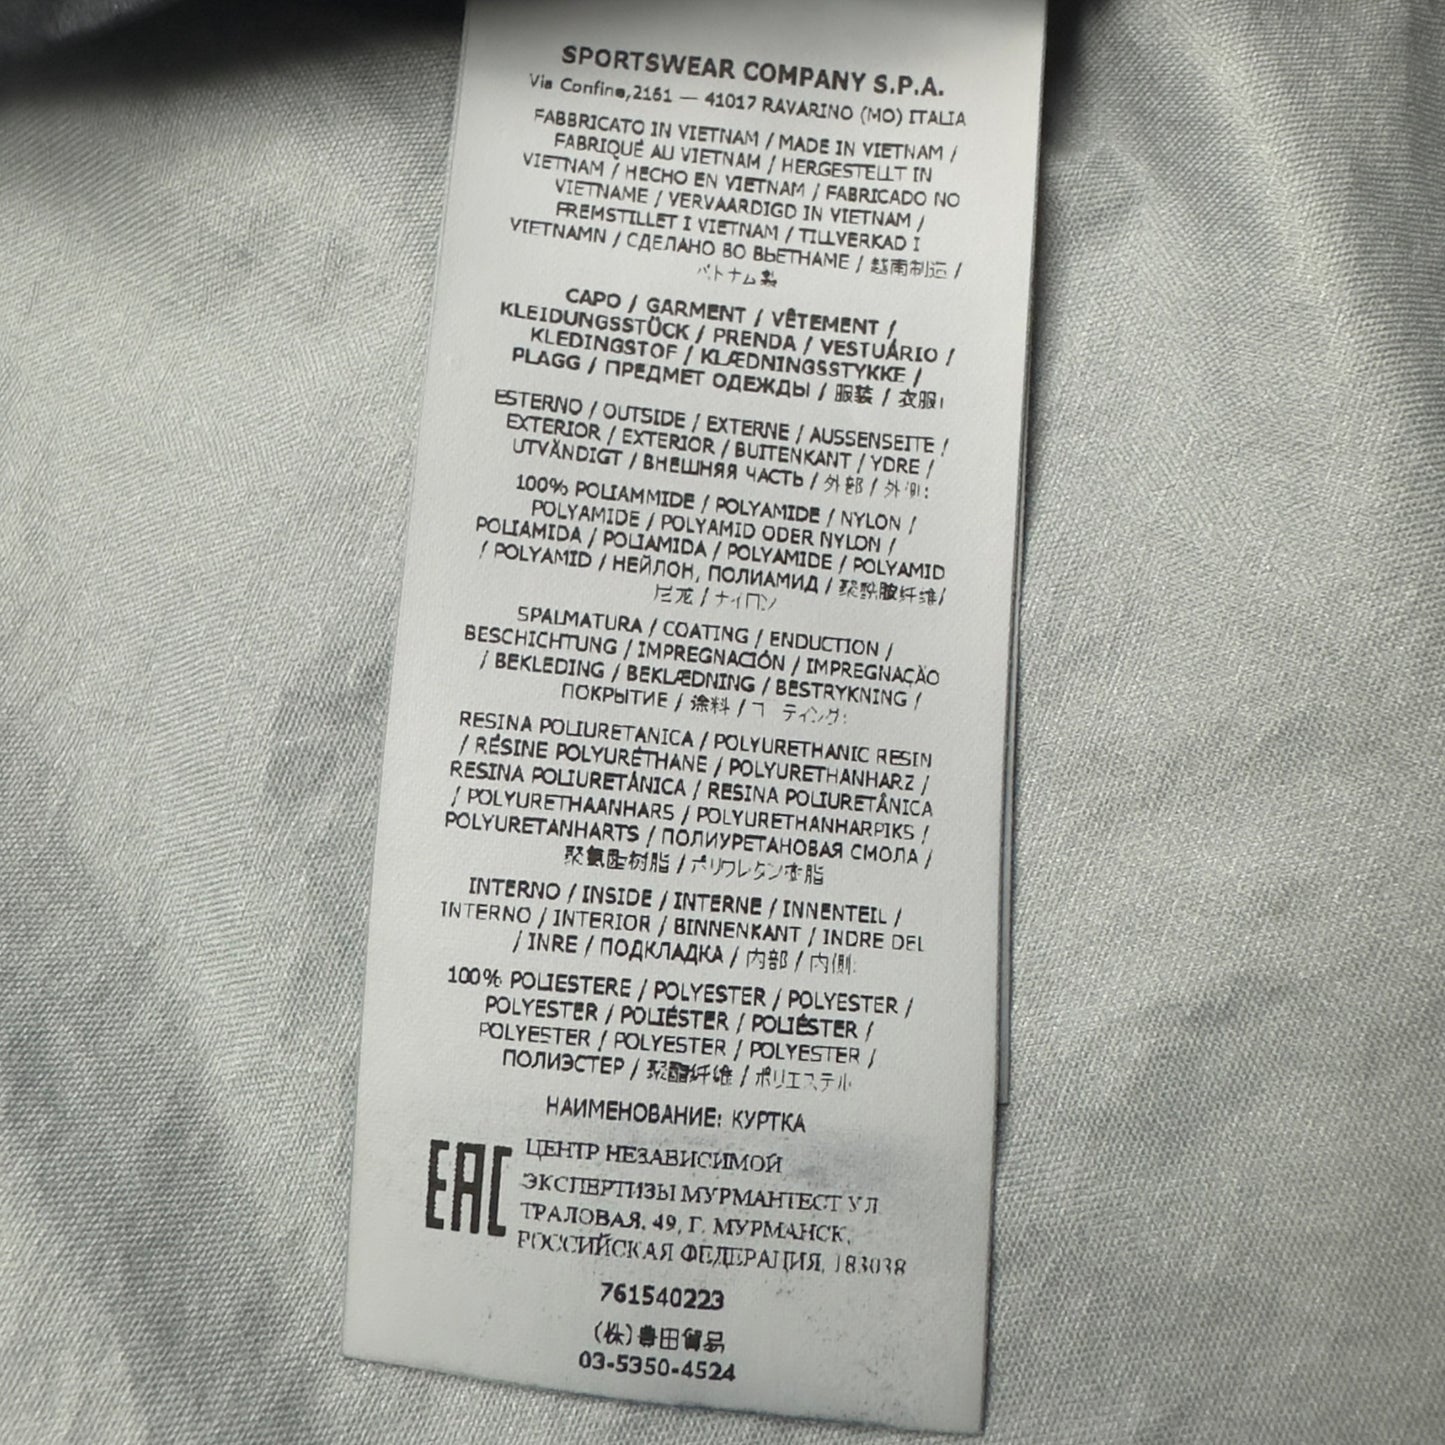 SPORTSWEAR COMPANY S.P.A.
Via Confine,2161 — 41017 RAVARINO (MO) ITALIA
FABBRICATO IN VIETNAM / MADE IN VIETNAM /
FABRIQUÉ AU VIETNAM / HERGESTELLT IN
VIETNAM / HECHO EN VIETNAM / FABRICADO NO
VIETNAME / VERVAARDIGD IN VIETNAM /
FREMSTILLET I VIETNAM / TILLVERKAD I
VIETNAMN / СДЕЛАНО ВО ВЬЕТНАМЕ / 越南制造 /
ベトナム製
CAPO / GARMENT / VÊTEMENT /
KLEIDUNGSSTÜCK / PRENDA / VESTUÁRIO /
KLEDINGSTOF / KLÆDNINGSSTYKKE /
PLAGG / ПРЕДМЕТ ОДЕЖДЫ / 服装 / 衣服:
ESTERNO / OUTSIDE / EXTERNE / AUSSENSEITE /
EXTERIOR / EXTERIOR / BUITENKANT / YDRE /
UTVÄNDIGT / ВНЕШНЯЯ ЧАСТЬ / 外部 / 外側:
100% POLIAMMIDE / POLYAMIDE / NYLON /
POLYAMIDE / POLYAMID ODER NYLON /
POLIAMIDA / POLIAMIDA / POLYAMIDE / POLYAMID
/ POLYAMID / НЕЙЛОН, ПОЛИАМИД / 聚酰胺纤维/
尼龙 / ナイロン
SPALMATURA / COATING / ENDUCTION /
BESCHICHTUNG / IMPREGNACIÓN / IMPREGNAÇÃO
/ BEKLEDING / BEKLÆDNING / BESTRYKNING /
ПОКРЫТИЕ / 涂料 / コーティング:
RESINA POLIURETANICA / POLYURETHANIC RESIN
/ RÉSINE POLYURÉTHANE / POLYURETHANHARZ /
RESINA POLIURETÂNICA / RESINA POLIURETÂNICA
/ POLYURETHAANHARS / POLYURETHANHARPIKS /
POLYURETANHARTS / ПОЛИУРЕТАНОВАЯ СМОЛА /
聚氨酯树脂 / ポリウレタン樹脂
INTERNO / INSIDE / INTERNE / INNENTEIL /
INTERNO / INTERIOR / BINNENKANT / INDRE DEL
/ INRE / ПОДКЛАДКА / 内部 / 内側:
100% POLIESTERE / POLYESTER / POLYESTER /
POLYESTER / POLIÉSTER / POLIÉSTER /
POLYESTER / POLYESTER / POLYESTER /
ПОЛИЭСТЕР / 聚酯纤维 / ポリエステル
НАИМЕНОВАНИЕ: КУРТКА
EAC
ЦЕНТР НЕЗАВИСИМОЙ
ЭКСПЕРТИЗЫ МУРМАНТЕСТ УЛ
ТРАЛОВАЯ, 49, Г. МУРМАНСК,
РОССИЙСКАЯ ФЕДЕРАЦИЯ, 183038
761540223
(株)豊田貿易
03-5350-4524